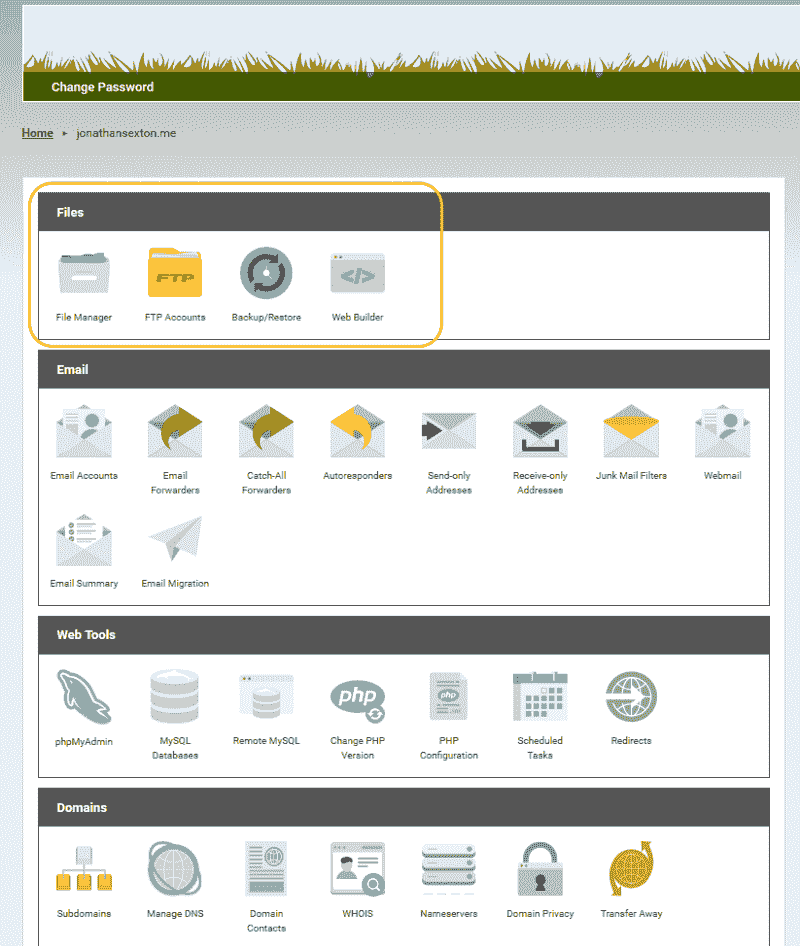 Change Password
Home ▸ jonathansexton.me
Files
FTP
</>
File Manager FTP Accounts Backup/Restore Web Builder
Email
Email Accounts Email Forwarders Catch-All Forwarders Autoresponders Send-only Addresses Receive-only Addresses Junk Mail Filters Webmail
Email Summary Email Migration
Web Tools
php
php
phpMyAdmin MySQL Databases Remote MySQL Change PHP Version PHP Configuration Scheduled Tasks Redirects
Domains
Subdomains Manage DNS Domain Contacts WHOIS Nameservers Domain Privacy Transfer Away